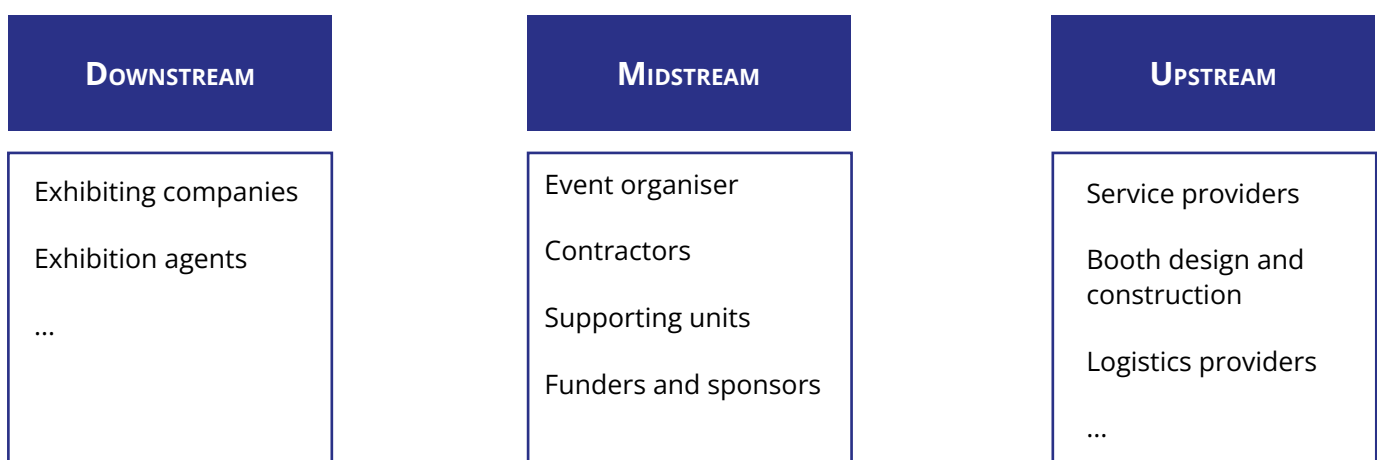 Downstream
Midstream
Upstream
Exhibiting companies
Exhibition agents
...
Event organiser
Contractors
Supporting units
Funders and sponsors
Service providers
Booth design and
construction
Logistics providers
...